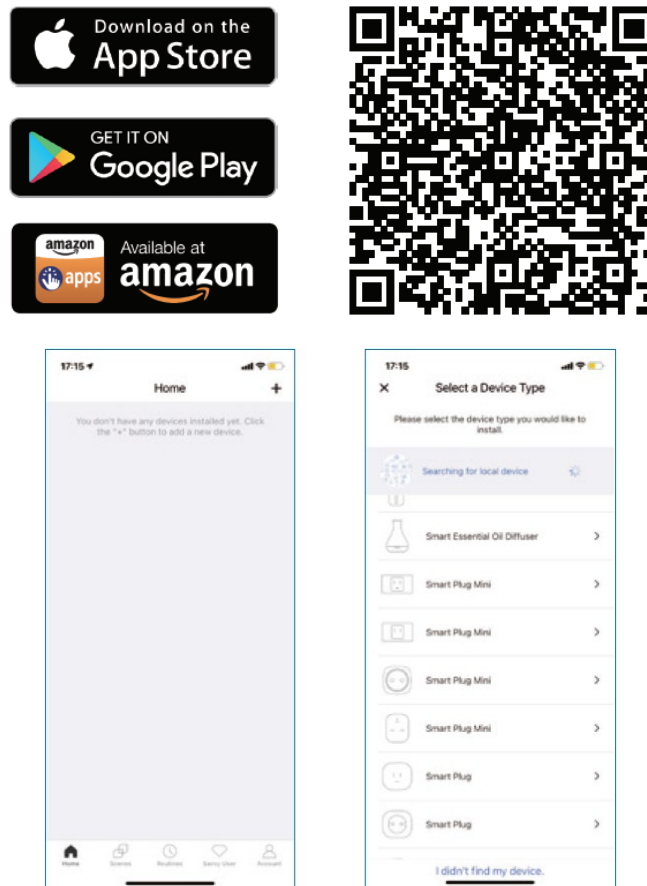 Download on the
App Store
GET IT ON
Google Play
amazon
apps
Available at
amazon
17:15
Home
+
You don't have any devices installed yet. Click
the "+" button to add a new device.
Home
Scenes
Routines
Savvy User
Account
17:15
Select a Device Type
Please select the device type you would like to
install.
Searching for local device
Smart Essential Oil Diffuser
Smart Plug Mini
Smart Plug Mini
Smart Plug Mini
Smart Plug Mini
Smart Plug
Smart Plug
I didn't find my device.